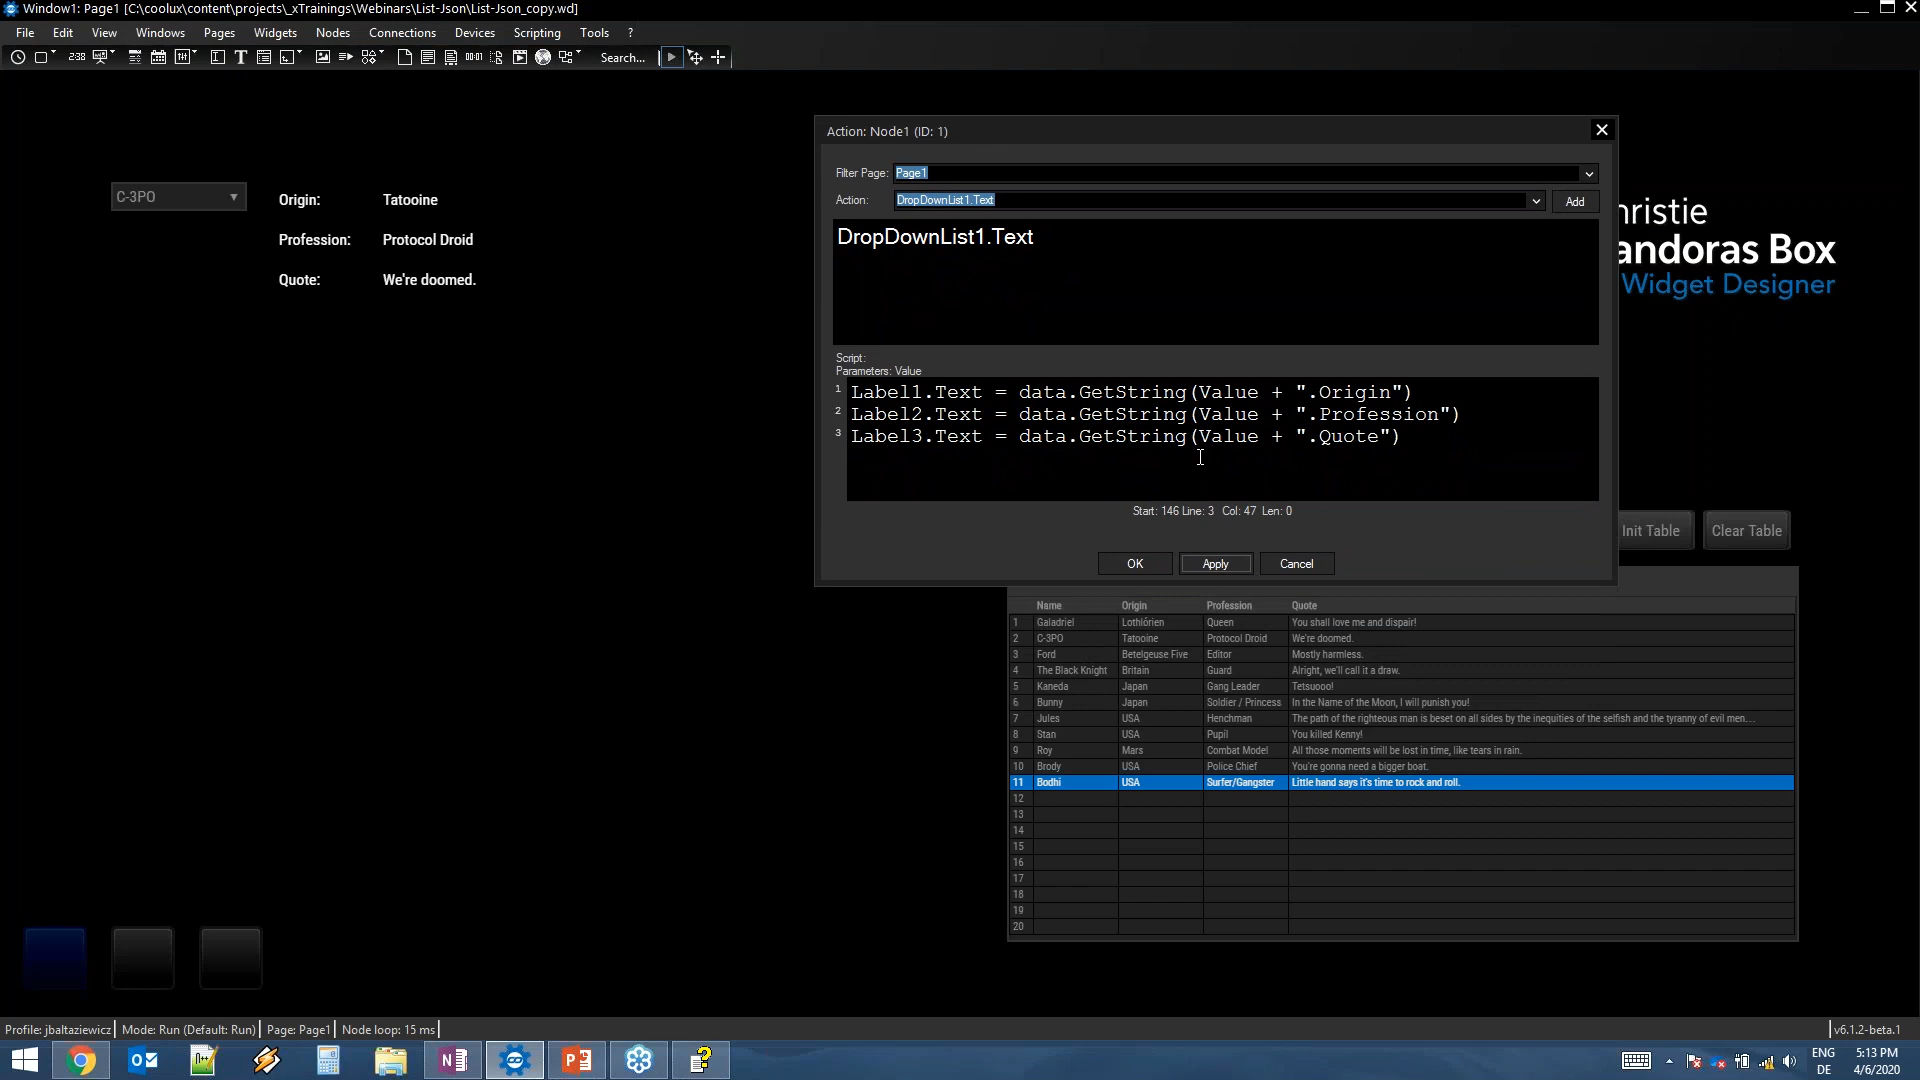 Window1: Page1 [C:\coolux\content\projects\_xTrainings\Webinars\List-Json\List-Json_copy.wd]
File Edit View Windows Pages Widgets Nodes Connections Devices Scripting Tools ?
Search...
Action: Node1 (ID: 1)
Filter Page: Page1
Action: DropDownList1.Text Add
DropDownList1.Text
Script:
Parameters: Value
1 Label1.Text = data.GetString(Value + ".Origin")
2 Label2.Text = data.GetString(Value + ".Profession")
3 Label3.Text = data.GetString(Value + ".Quote")
Start: 146 Line: 3 Col: 47 Len: 0
OK Apply Cancel
C-3PO
Origin: Tatooine
Profession: Protocol Droid
Quote: We're doomed.
hristie
andoras Box
Widget Designer
Init Table Clear Table
Name Origin Profession Quote
1 Galadriel Lothlórien Queen You shall love me and dispair!
2 C-3PO Tatooine Protocol Droid We're doomed.
3 Ford Betelgeuse Five Editor Mostly harmless.
4 The Black Knight Britain Guard Alright, we'll call it a draw.
5 Kaneda Japan Gang Leader Tetsuooo!
6 Bunny Japan Soldier / Princess In the Name of the Moon, I will punish you!
7 Jules USA Henchman The path of the righteous man is beset on all sides by the inequities of the selfish and the tyranny of evil men...
8 Stan USA Pupil You killed Kenny!
9 Roy Mars Combat Model All those moments will be lost in time, like tears in rain.
10 Brody USA Police Chief You're gonna need a bigger boat.
11 Bodhi USA Surfer/Gangster Little hand says it's time to rock and roll.
12
13
14
15
16
17
18
19
20
Profile: jbaltaziewicz Mode: Run (Default: Run) Page: Page1 Node loop: 15 ms v6.1.2-beta.1
ENG 5:13 PM
DE 4/6/2020